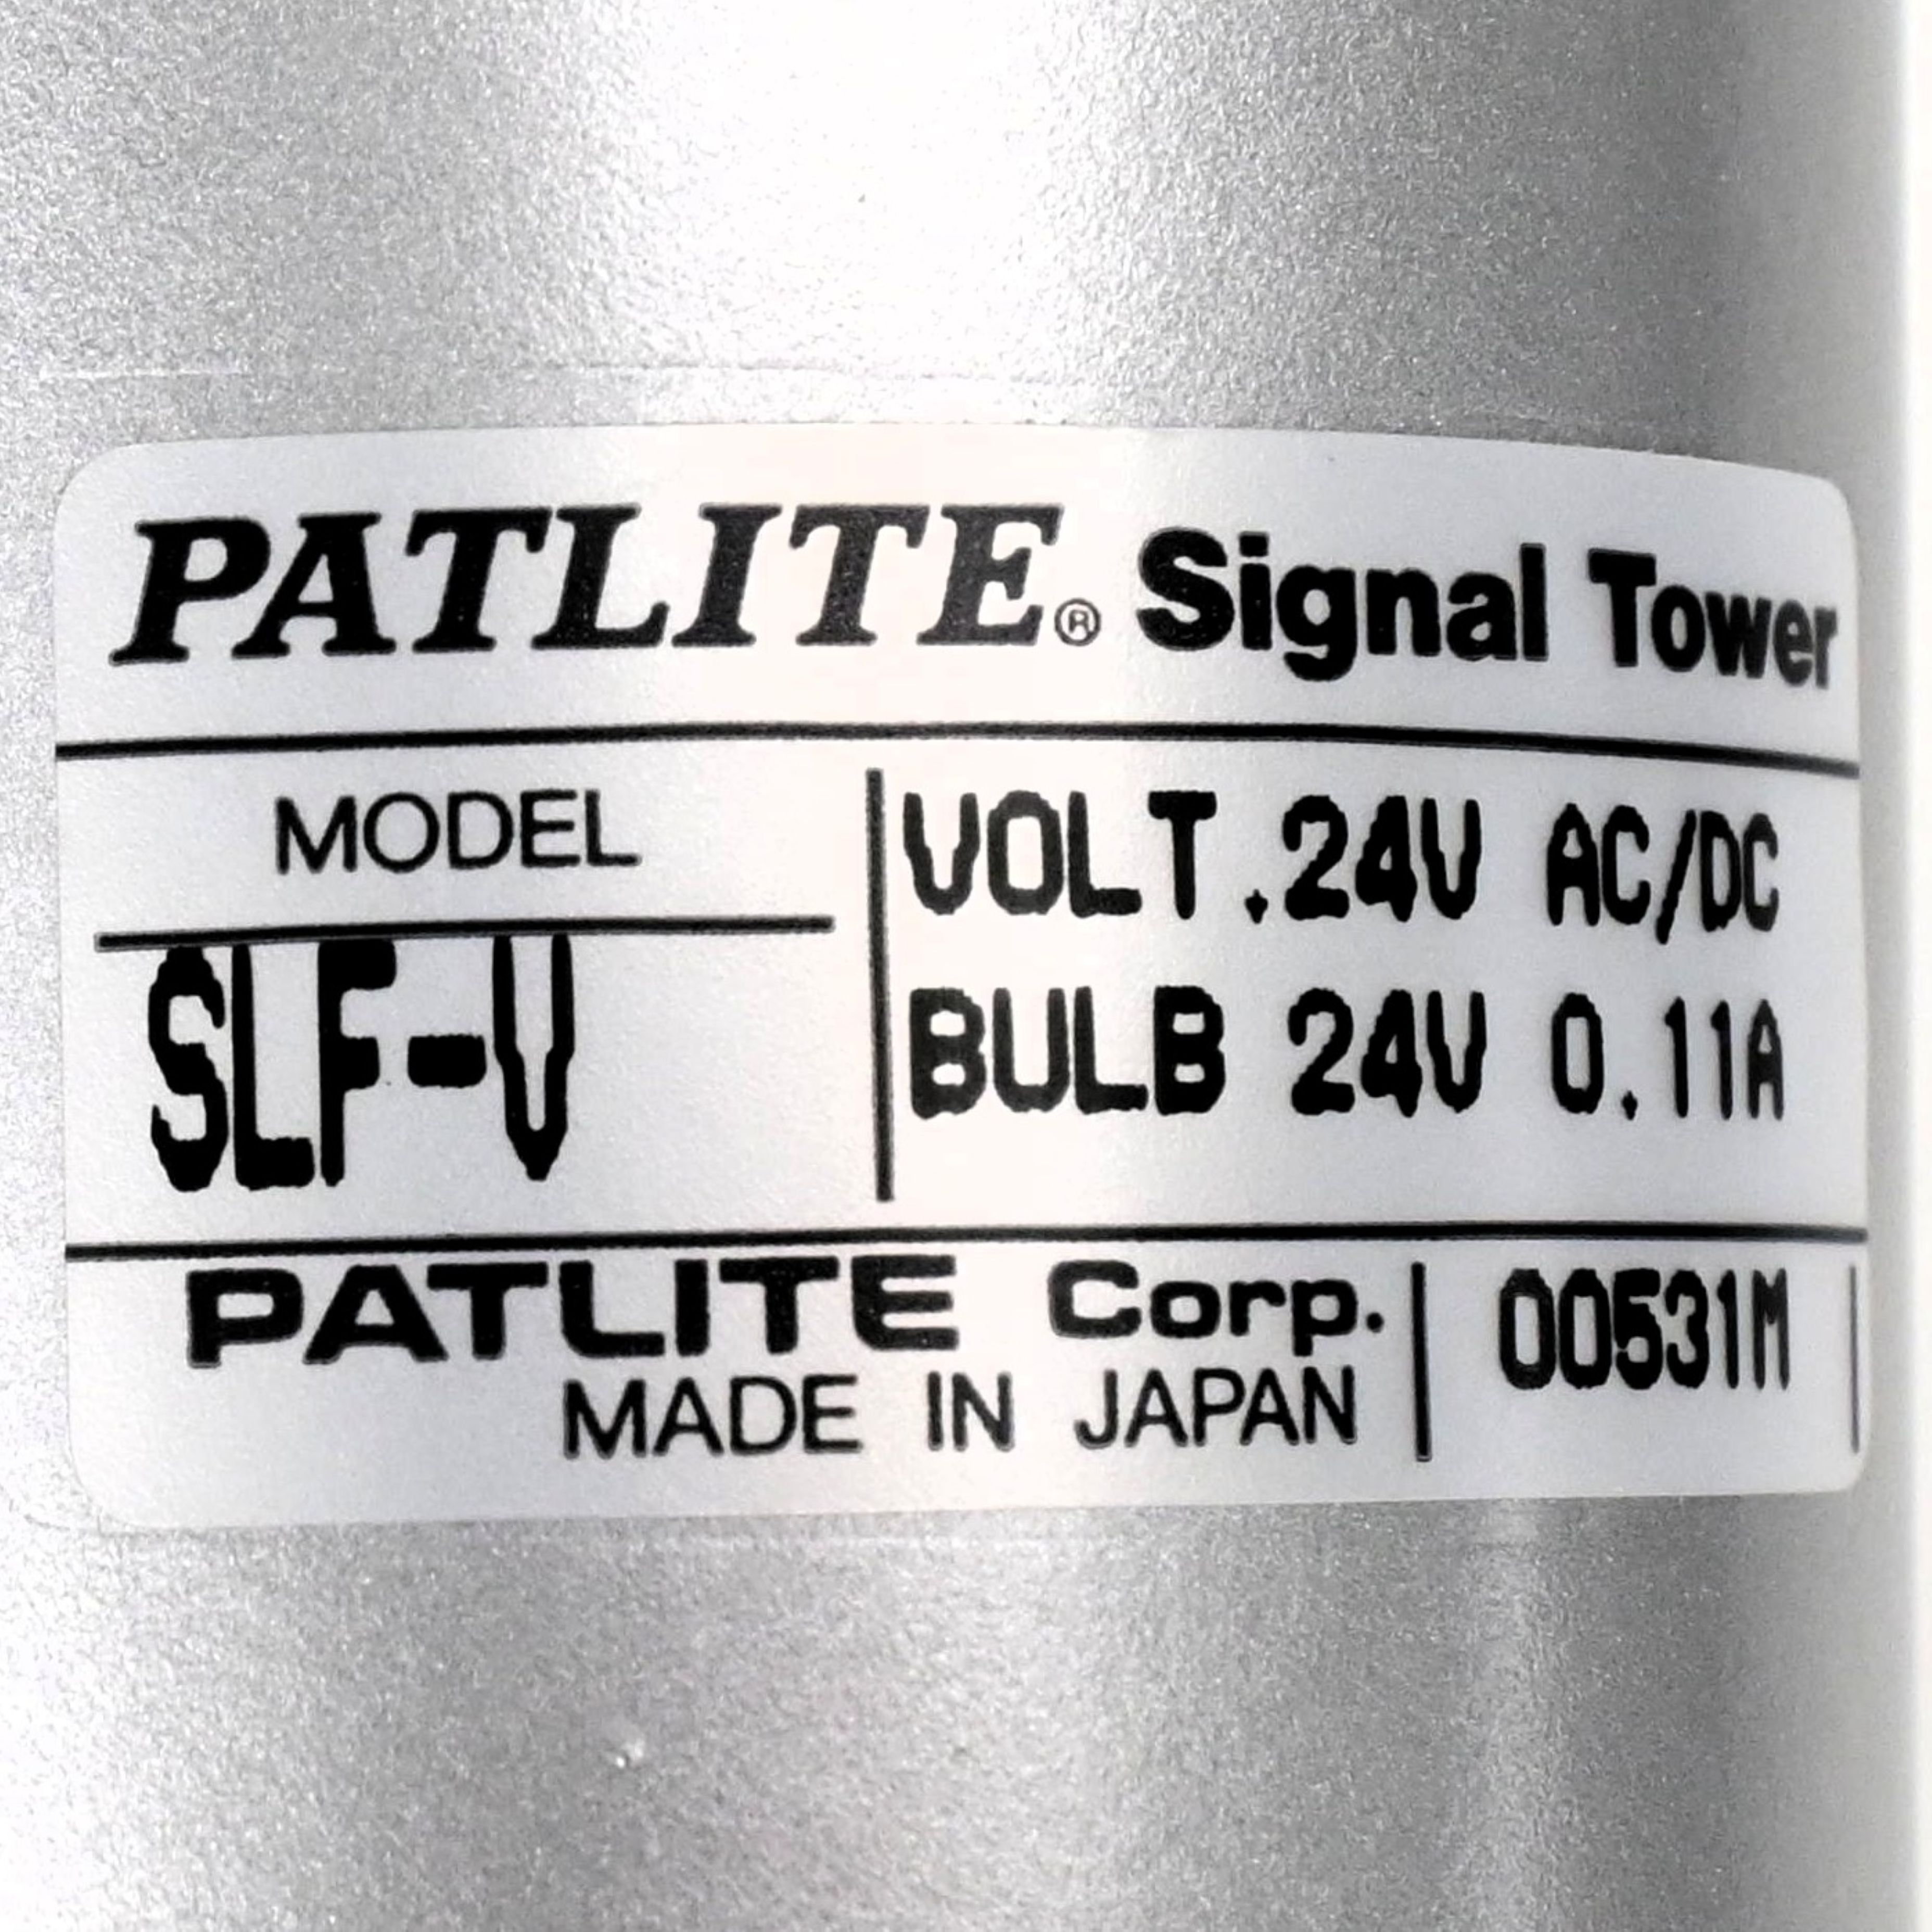 PATLITE® Signal Tower
MODEL
SLF-V
VOLT.24V AC/DC
BULB 24V 0.11A
PATLITE Corp.
MADE IN JAPAN
00531M